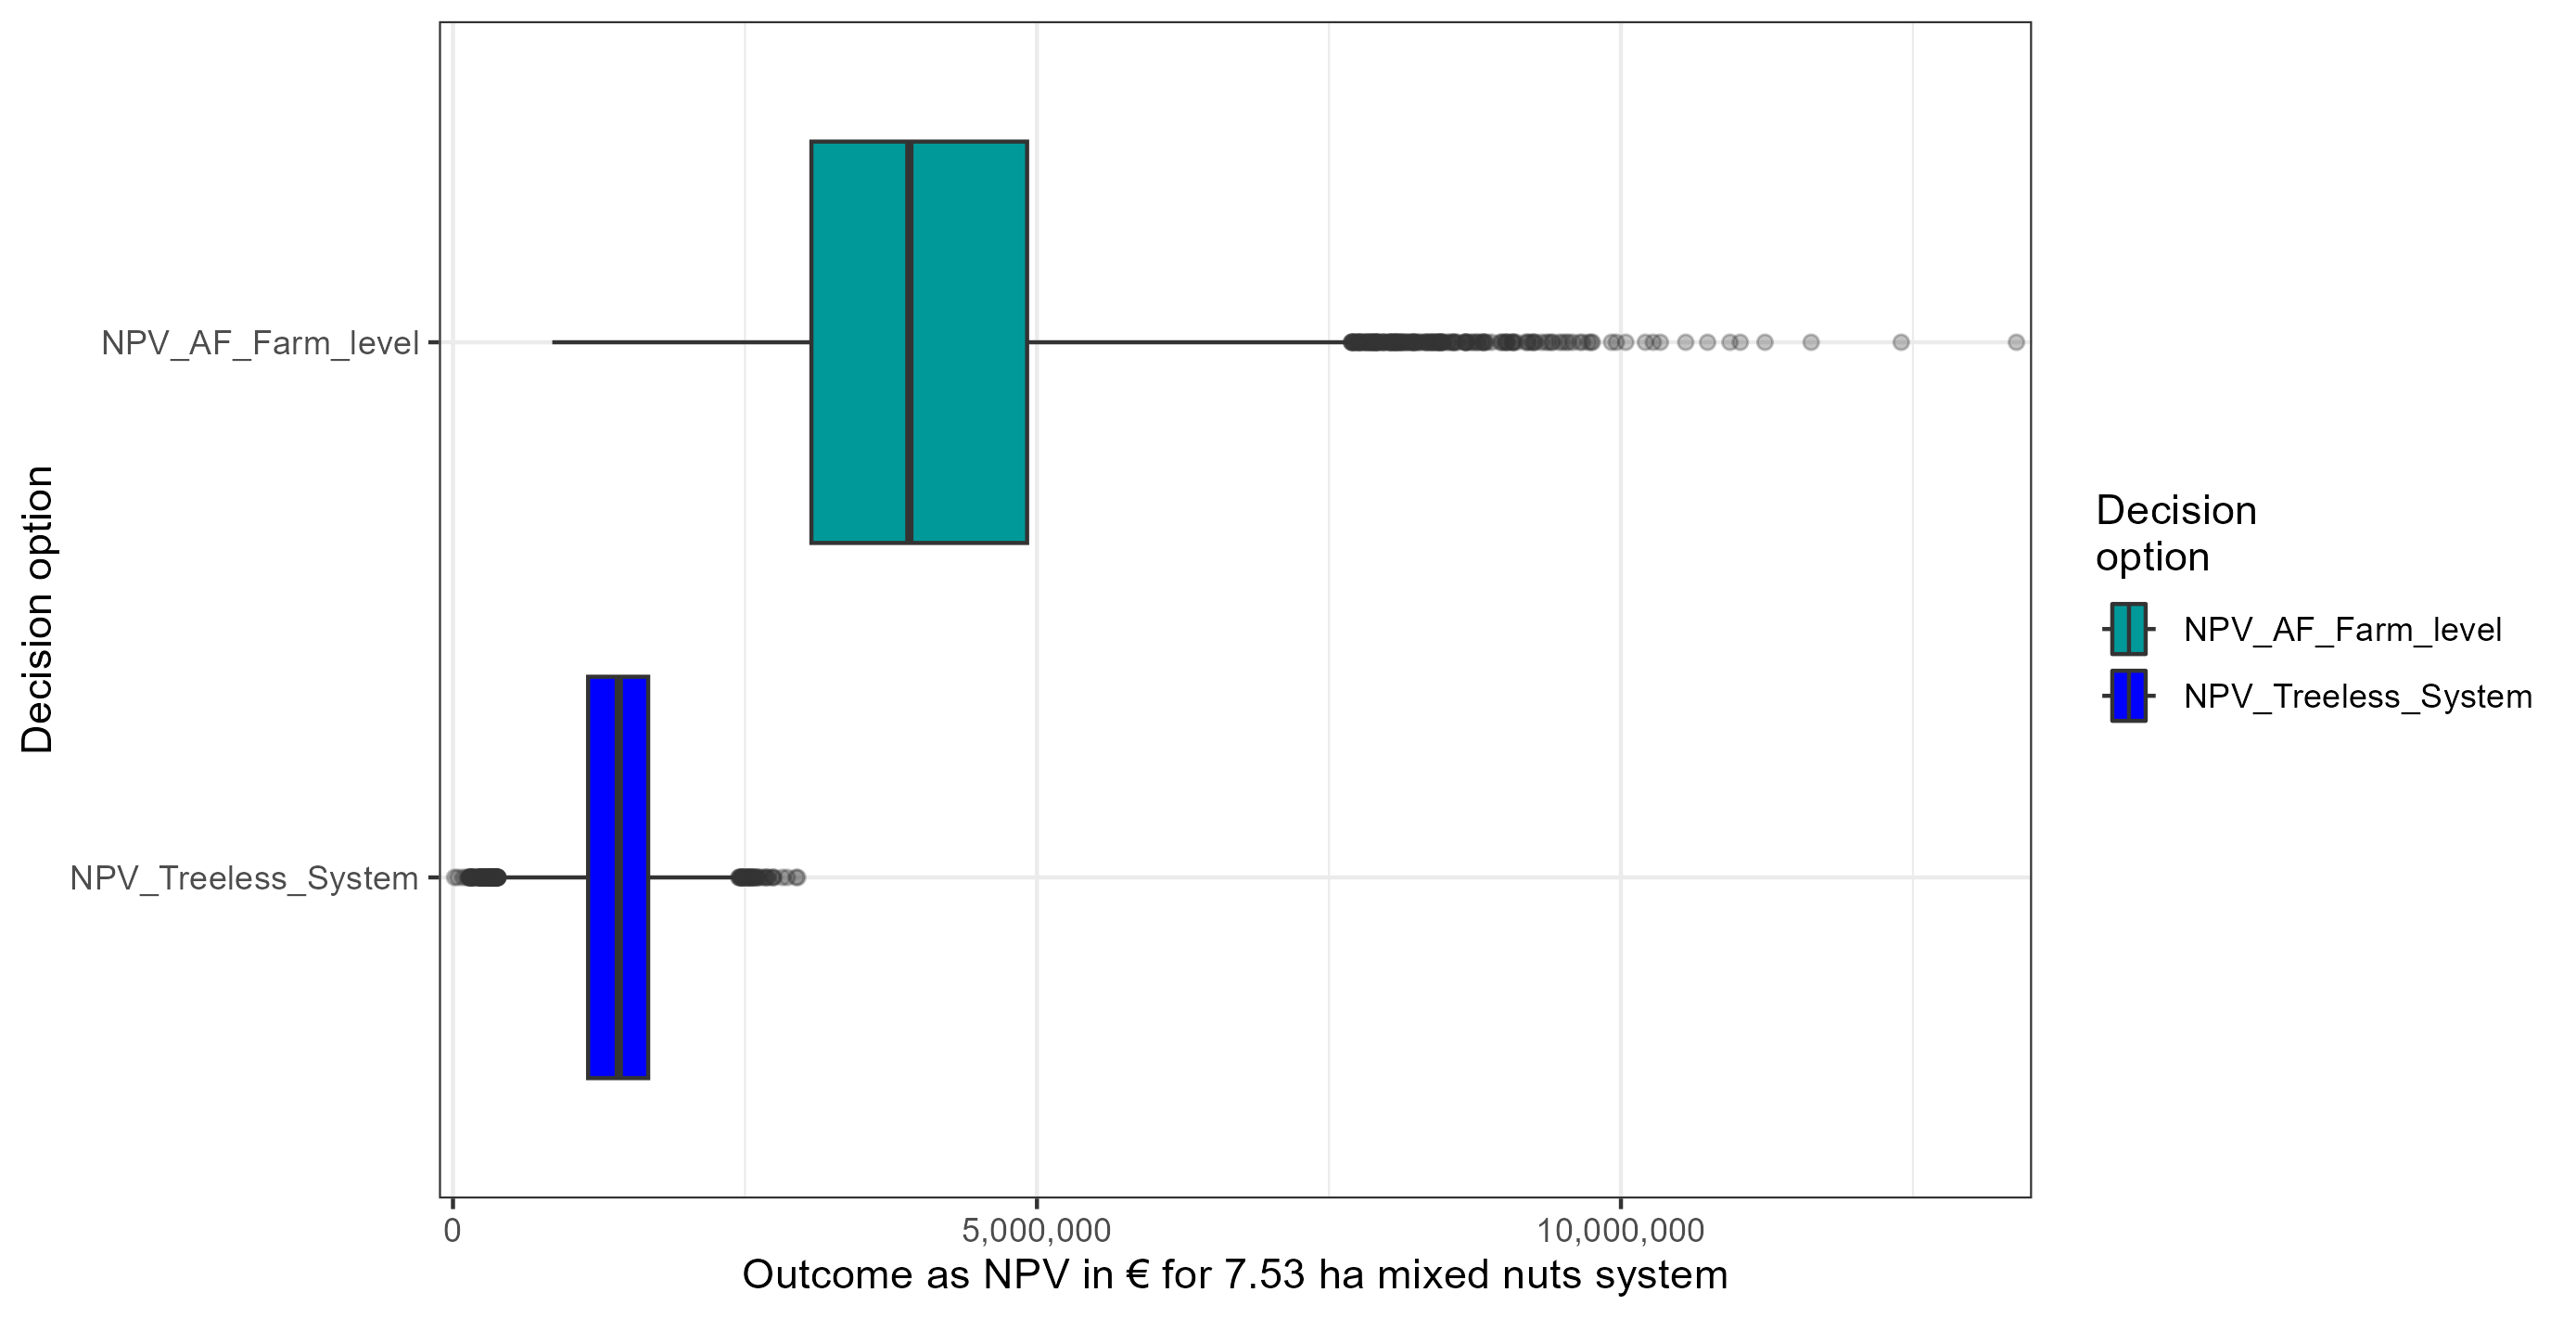 Decision option
NPV_AF_Farm_level
NPV_Treeless_System
0
5,000,000
10,000,000
Outcome as NPV in € for 7.53 ha mixed nuts system
Decision
option
NPV_AF_Farm_level
NPV_Treeless_System